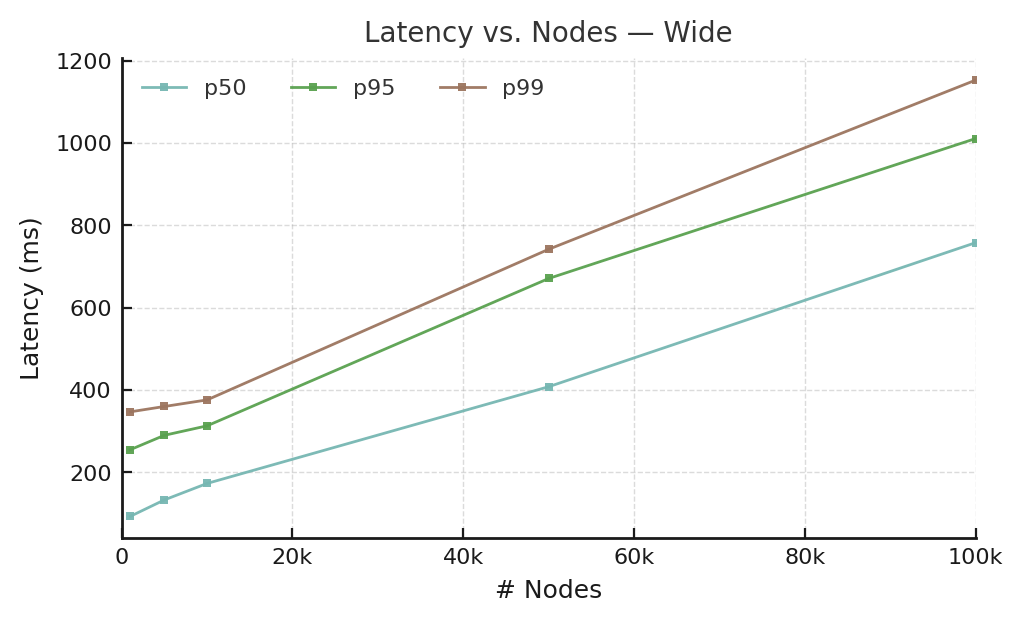 Latency vs. Nodes — Wide
1200
1000
800
600
400
200
Latency (ms)
p50 p95 p99
0 20k 40k 60k 80k 100k
# Nodes